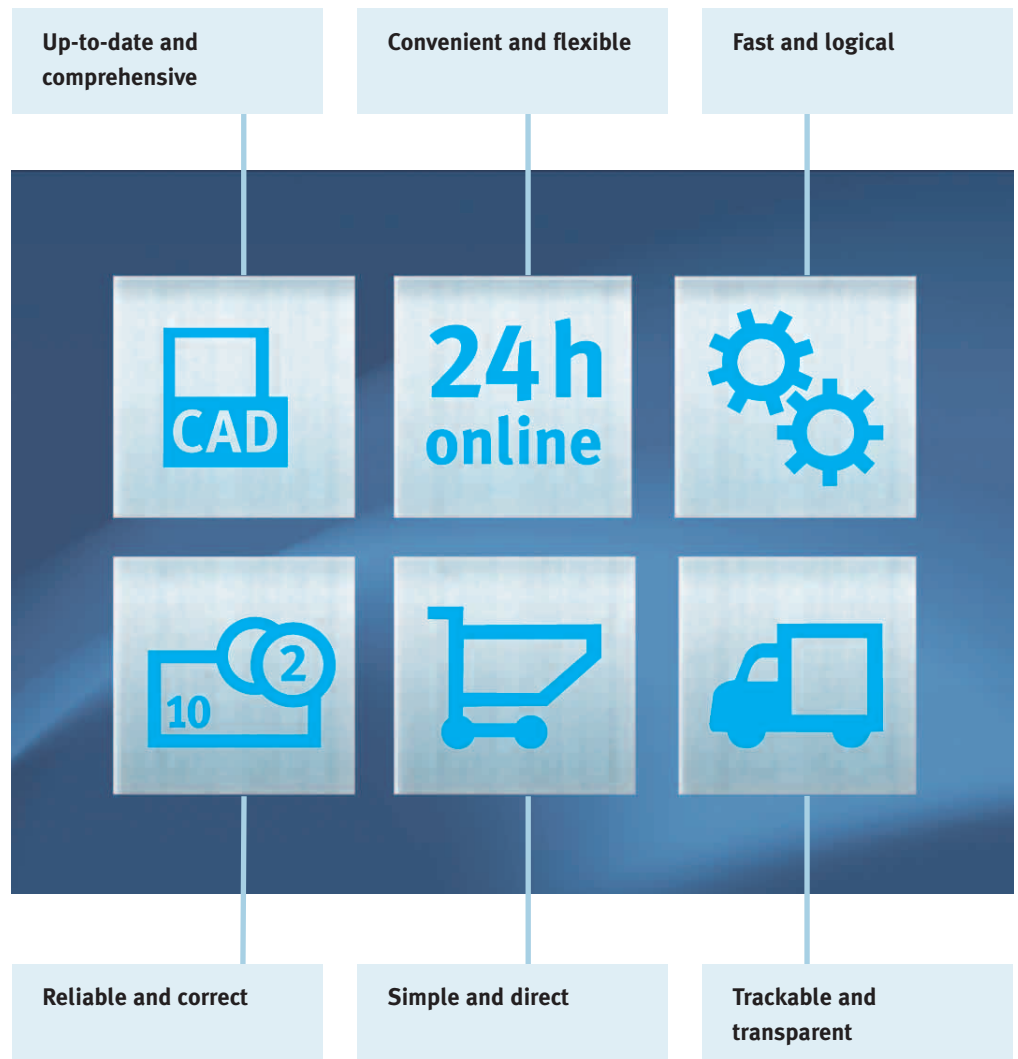 Up-to-date and
comprehensive
Convenient and flexible
Fast and logical
CAD
24h
online
10
2
Reliable and correct
Simple and direct
Trackable and
transparent